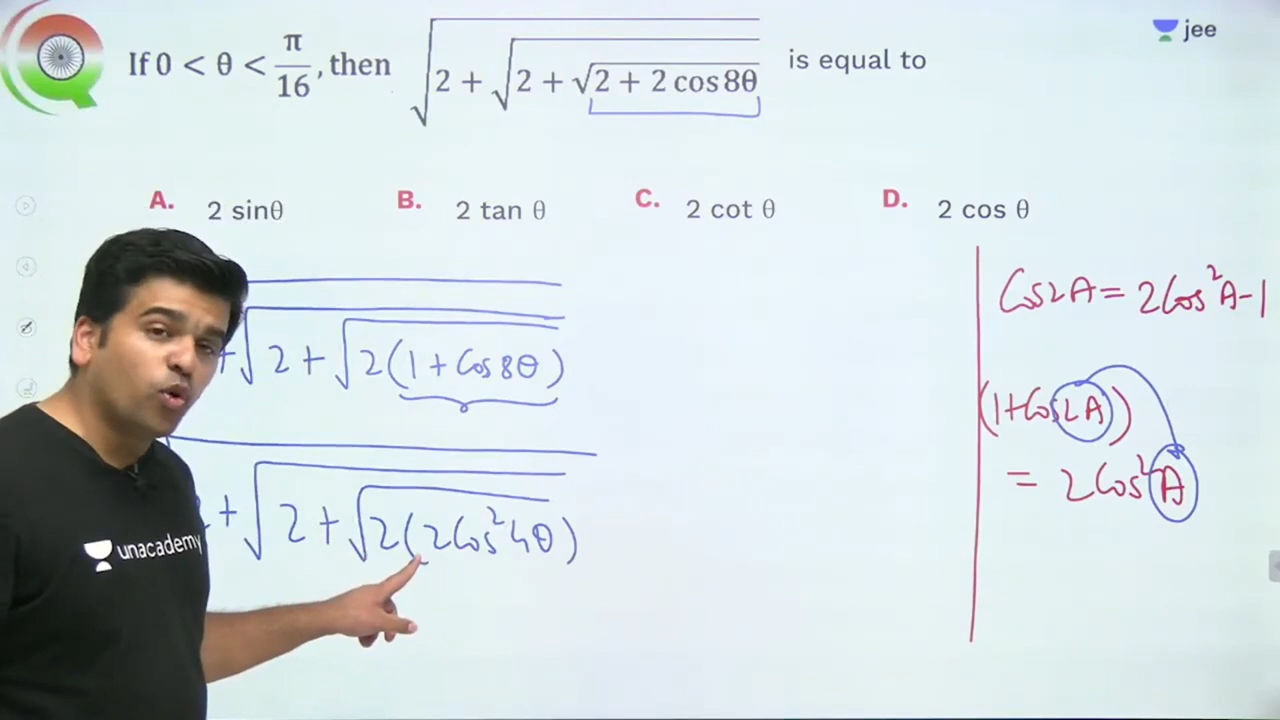 If 0 < θ < π/16, then √(2 + √(2 + √(2 + 2 cos 8θ))) is equal to
jee
A. 2 sinθ B. 2 tan θ C. 2 cot θ D. 2 cos θ
Cos2A = 2Cos²A-1
+√(2 + √(2(1 + Cos 8θ)))
(1+Cos2A)
= 2Cos²A
2 + √(2 + √(2(2Cos²4θ)))
unacademy